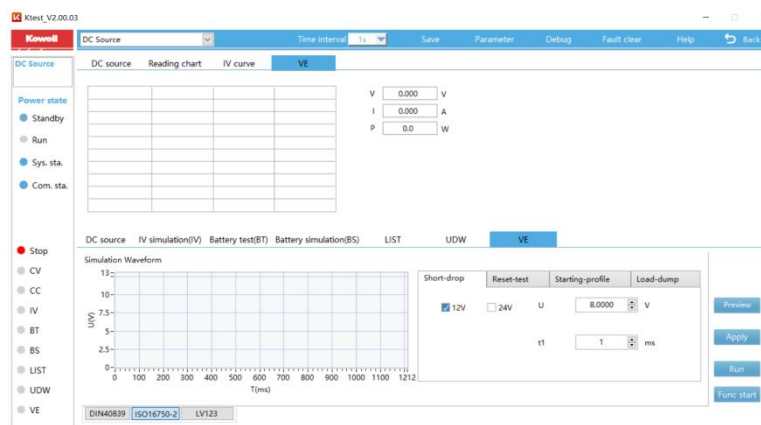 Ktest_V2.00.03
Kewell
DC Source
Time interval 1s Save Parameter Debug Fault clear Help Back
DC Source
DC source Reading chart IV curve VE
Power state
Standby
Run
Sys. sta.
Com. sta.
V 0.000 V
I 0.000 A
P 0.0 W
DC source IV simulation(IV) Battery test(BT) Battery simulation(BS) LIST UDW VE
Stop
CV
CC
IV
BT
BS
LIST
UDW
VE
Simulation Waveform
U(V)
13
10
7.5
5
2.5
0
0 100 200 300 400 500 600 700 800 900 1000 1100 1212
T(ms)
Short-drop Reset-test Starting-profile Load-dump
12V 24V U 8.0000 V
t1 1 ms
Preview
Apply
Run
Func start
DIN40839 ISO16750-2 LV123